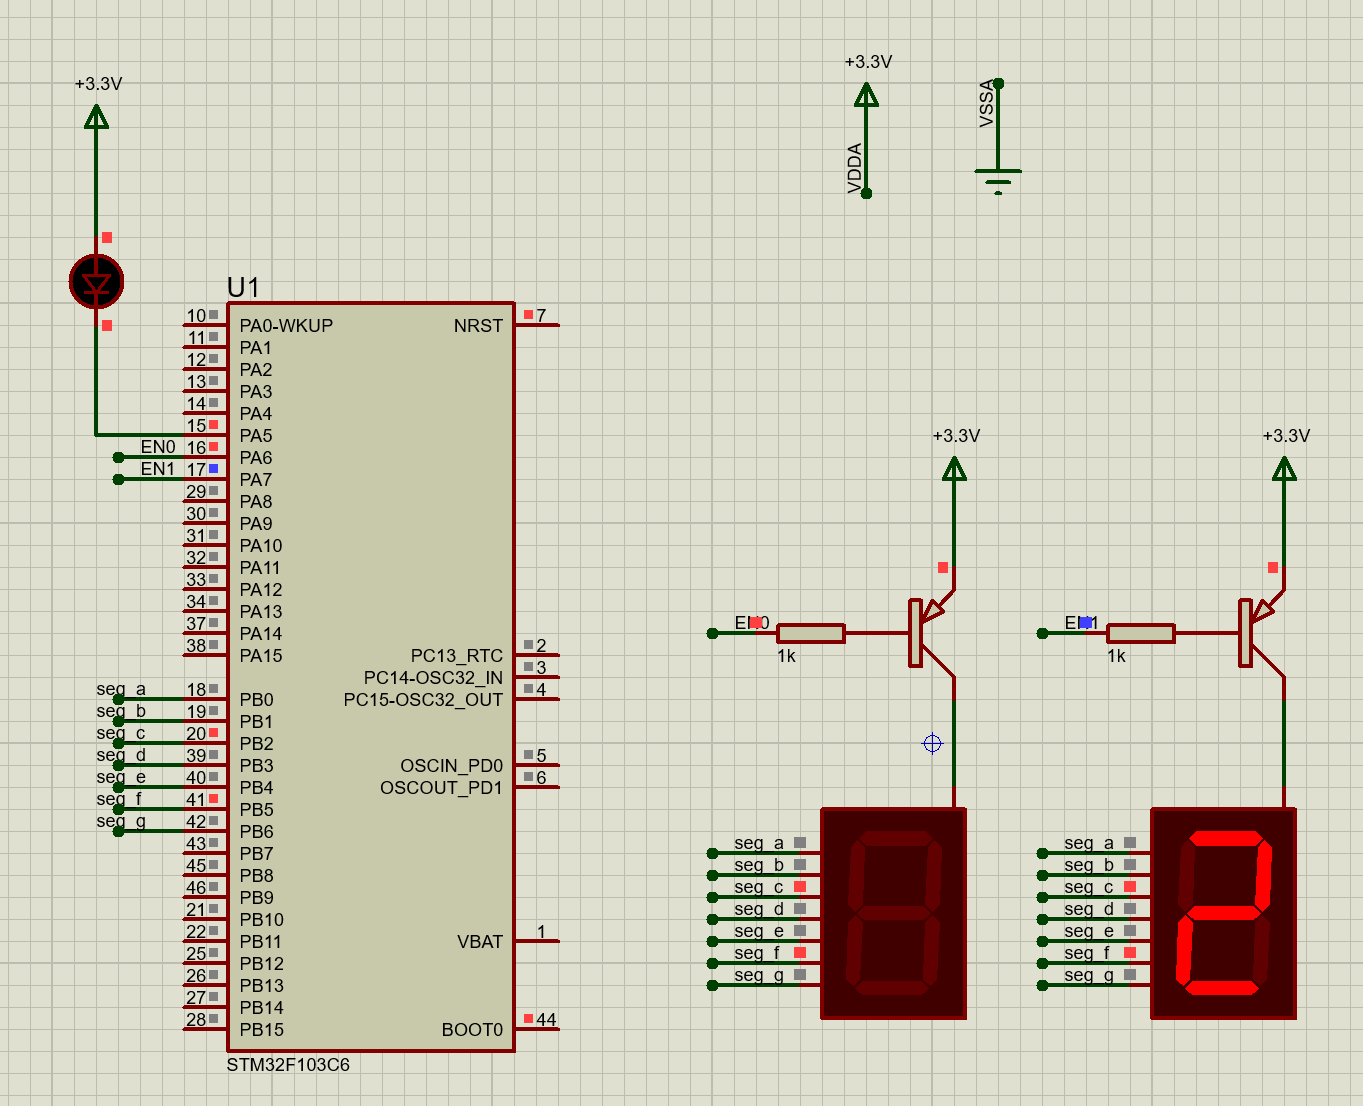 +3.3V
+3.3V
VDDA
VSSA
U1
10 PA0-WKUP NRST 7
11 PA1
12 PA2
13 PA3
14 PA4
15 PA5
EN0 16 PA6
EN1 17 PA7
29 PA8
30 PA9
31 PA10
32 PA11
33 PA12
34 PA13
37 PA14
38 PA15 PC13_RTC 2
PC14-OSC32_IN 3
seg_a 18 PB0 PC15-OSC32_OUT 4
seg_b 19 PB1
seg_c 20 PB2
seg_d 39 PB3 OSCIN_PD0 5
seg_e 40 PB4 OSCOUT_PD1 6
seg_f 41 PB5
seg_g 42 PB6
43 PB7
45 PB8
46 PB9
21 PB10
22 PB11 VBAT 1
25 PB12
26 PB13
27 PB14
28 PB15 BOOT0 44
STM32F103C6
+3.3V
EN0
1k
seg_a
seg_b
seg_c
seg_d
seg_e
seg_f
seg_g
+3.3V
EN1
1k
seg_a
seg_b
seg_c
seg_d
seg_e
seg_f
seg_g
2